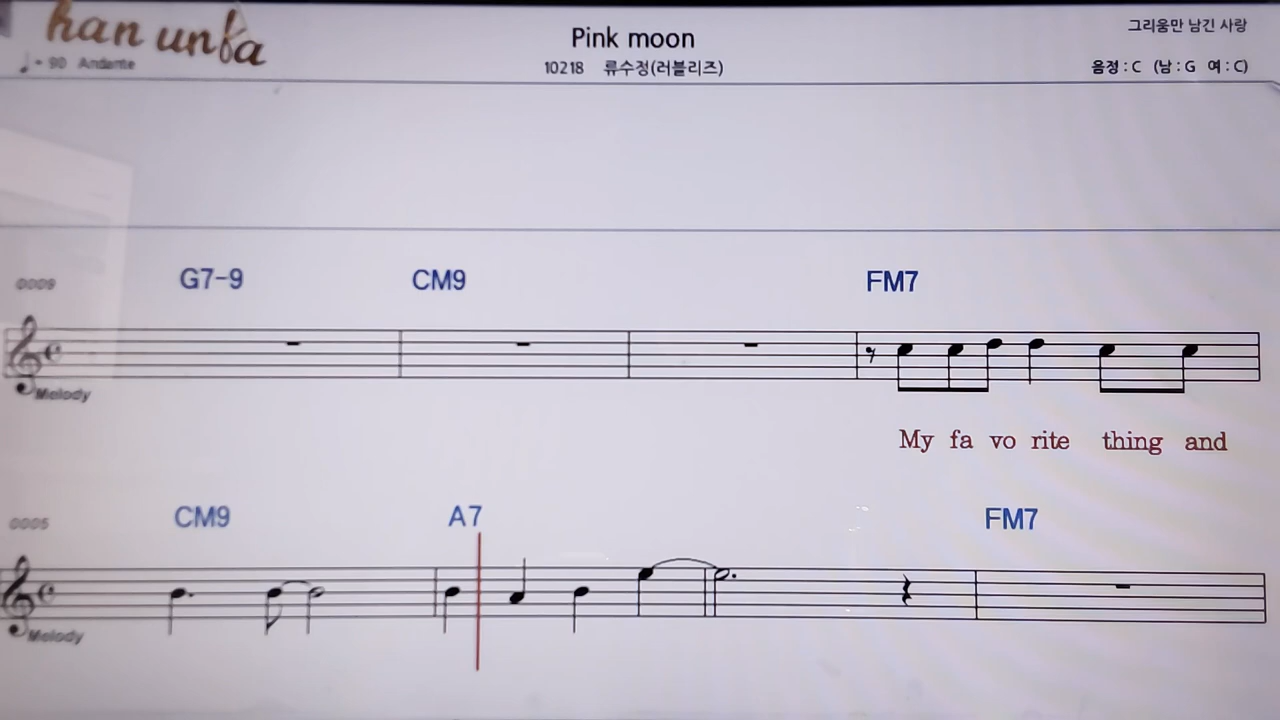 han unfa
♩= 90 Andante
Pink moon
10218 류수정(러블리즈)
그리움만 남긴 사랑
음정 : C (남 : G 여 : C)
0009
G7-9 CM9 FM7
Melody
My fa vo rite thing and
0005
CM9 A7 FM7
Melody